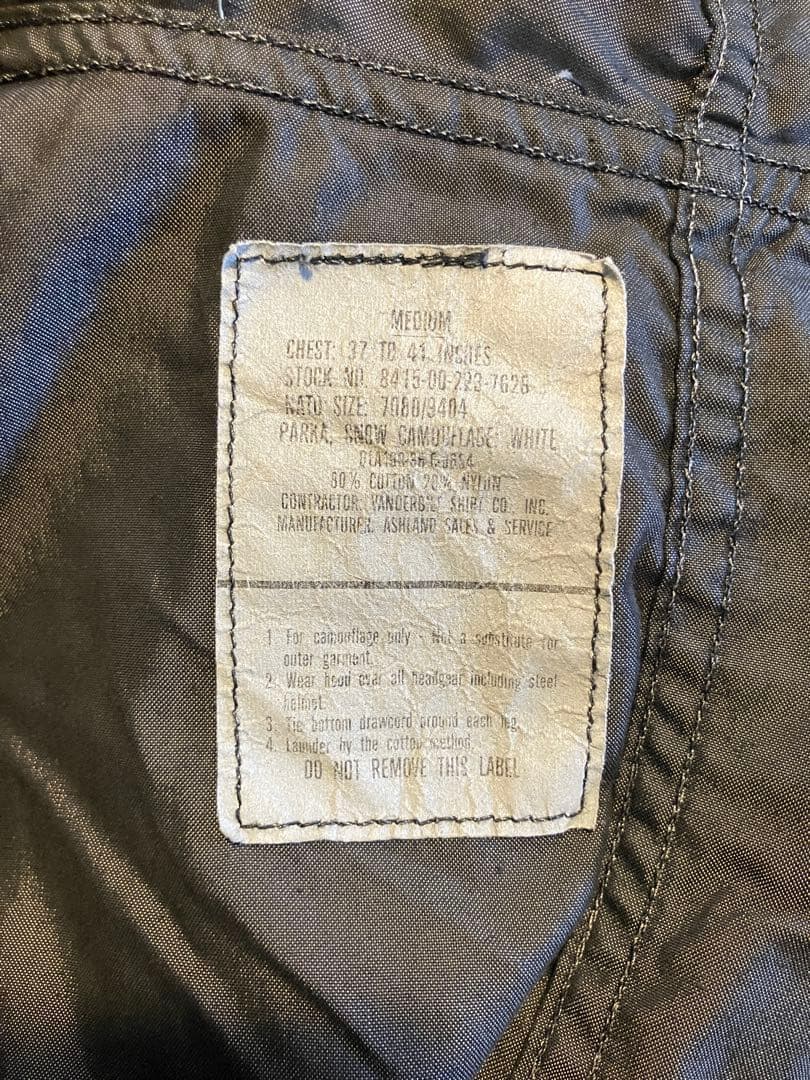 MEDIUM
CHEST: 37 TO 41 INCHES
STOCK NO. 8415-00-223-7626
NATO SIZE: 7080/9404
PARKA, SNOW CAMOUFLAGE: WHITE
80% COTTON 20% NYLON
CONTRACTOR: VANDERBILT SHIRT CO., INC.
MANUFACTURER: ASHLAND SALES & SERVICE
1. For camouflage only - Not a substitute for
outer garment.
2. Wear hood over all headgear including steel
helmet.
3. Tie bottom drawcord around each leg.
4. Launder by the cotton method.
DO NOT REMOVE THIS LABEL